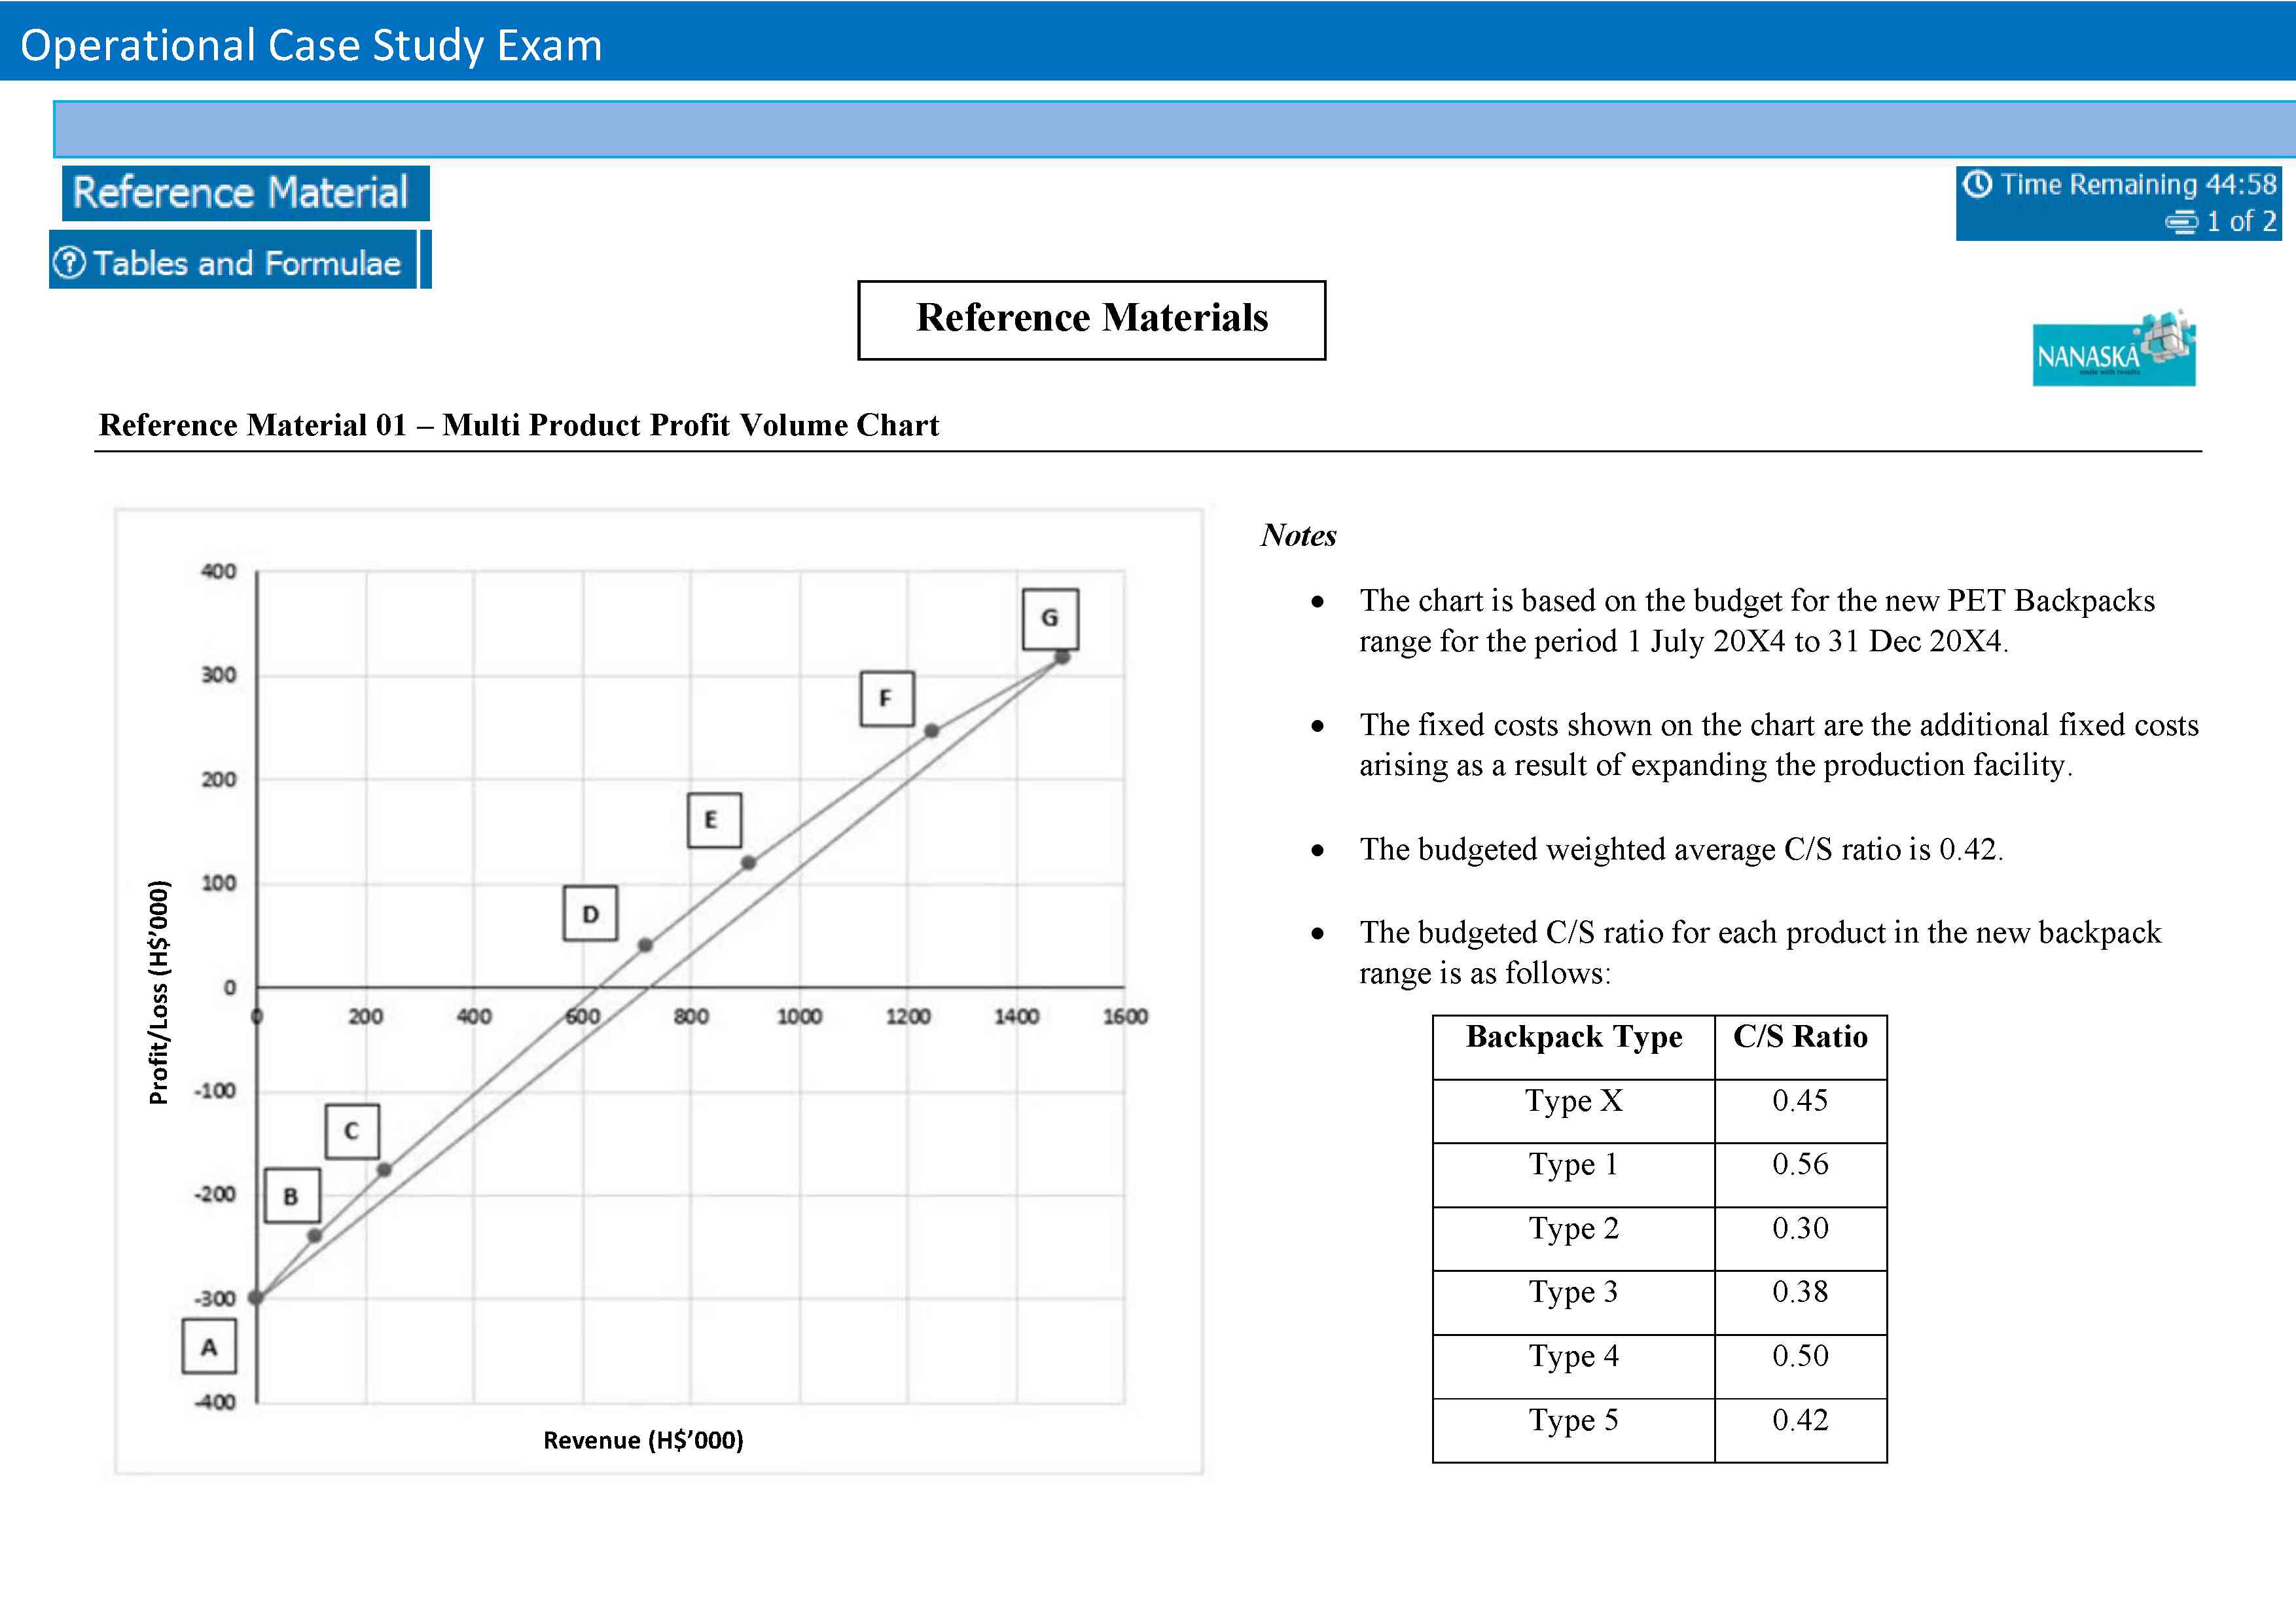 Operational Case Study Exam
Reference Material
Time Remaining 44:58
1 of 2
? Tables and Formulae
Reference Materials
NANASKA
smile with results
Reference Material 01 – Multi Product Profit Volume Chart
Profit/Loss (H$'000)
400
300
200
100
0
-100
-200
-300
-400
0 200 400 600 800 1000 1200 1400 1600
Revenue (H$'000)
A
B
C
D
E
F
G
Notes
• The chart is based on the budget for the new PET Backpacks
range for the period 1 July 20X4 to 31 Dec 20X4.
• The fixed costs shown on the chart are the additional fixed costs
arising as a result of expanding the production facility.
• The budgeted weighted average C/S ratio is 0.42.
• The budgeted C/S ratio for each product in the new backpack
range is as follows:
Backpack Type C/S Ratio
Type X 0.45
Type 1 0.56
Type 2 0.30
Type 3 0.38
Type 4 0.50
Type 5 0.42